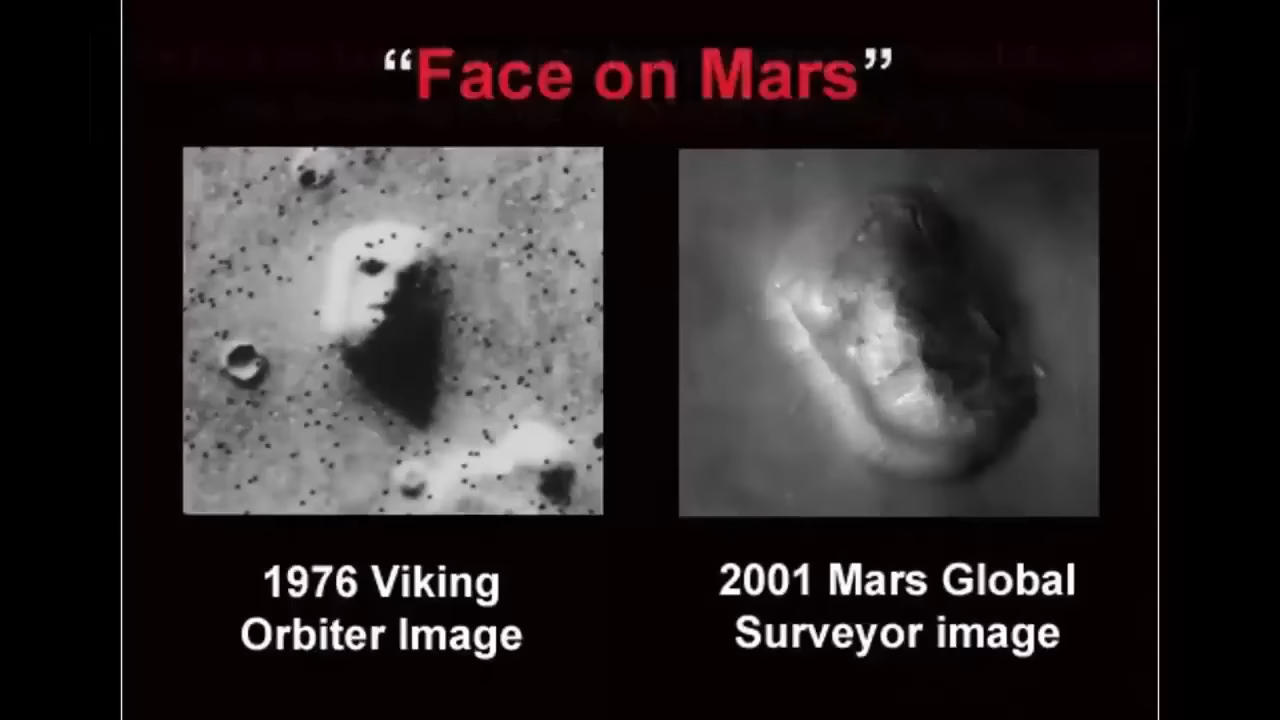 “Face on Mars”
1976 Viking
Orbiter Image
2001 Mars Global
Surveyor image